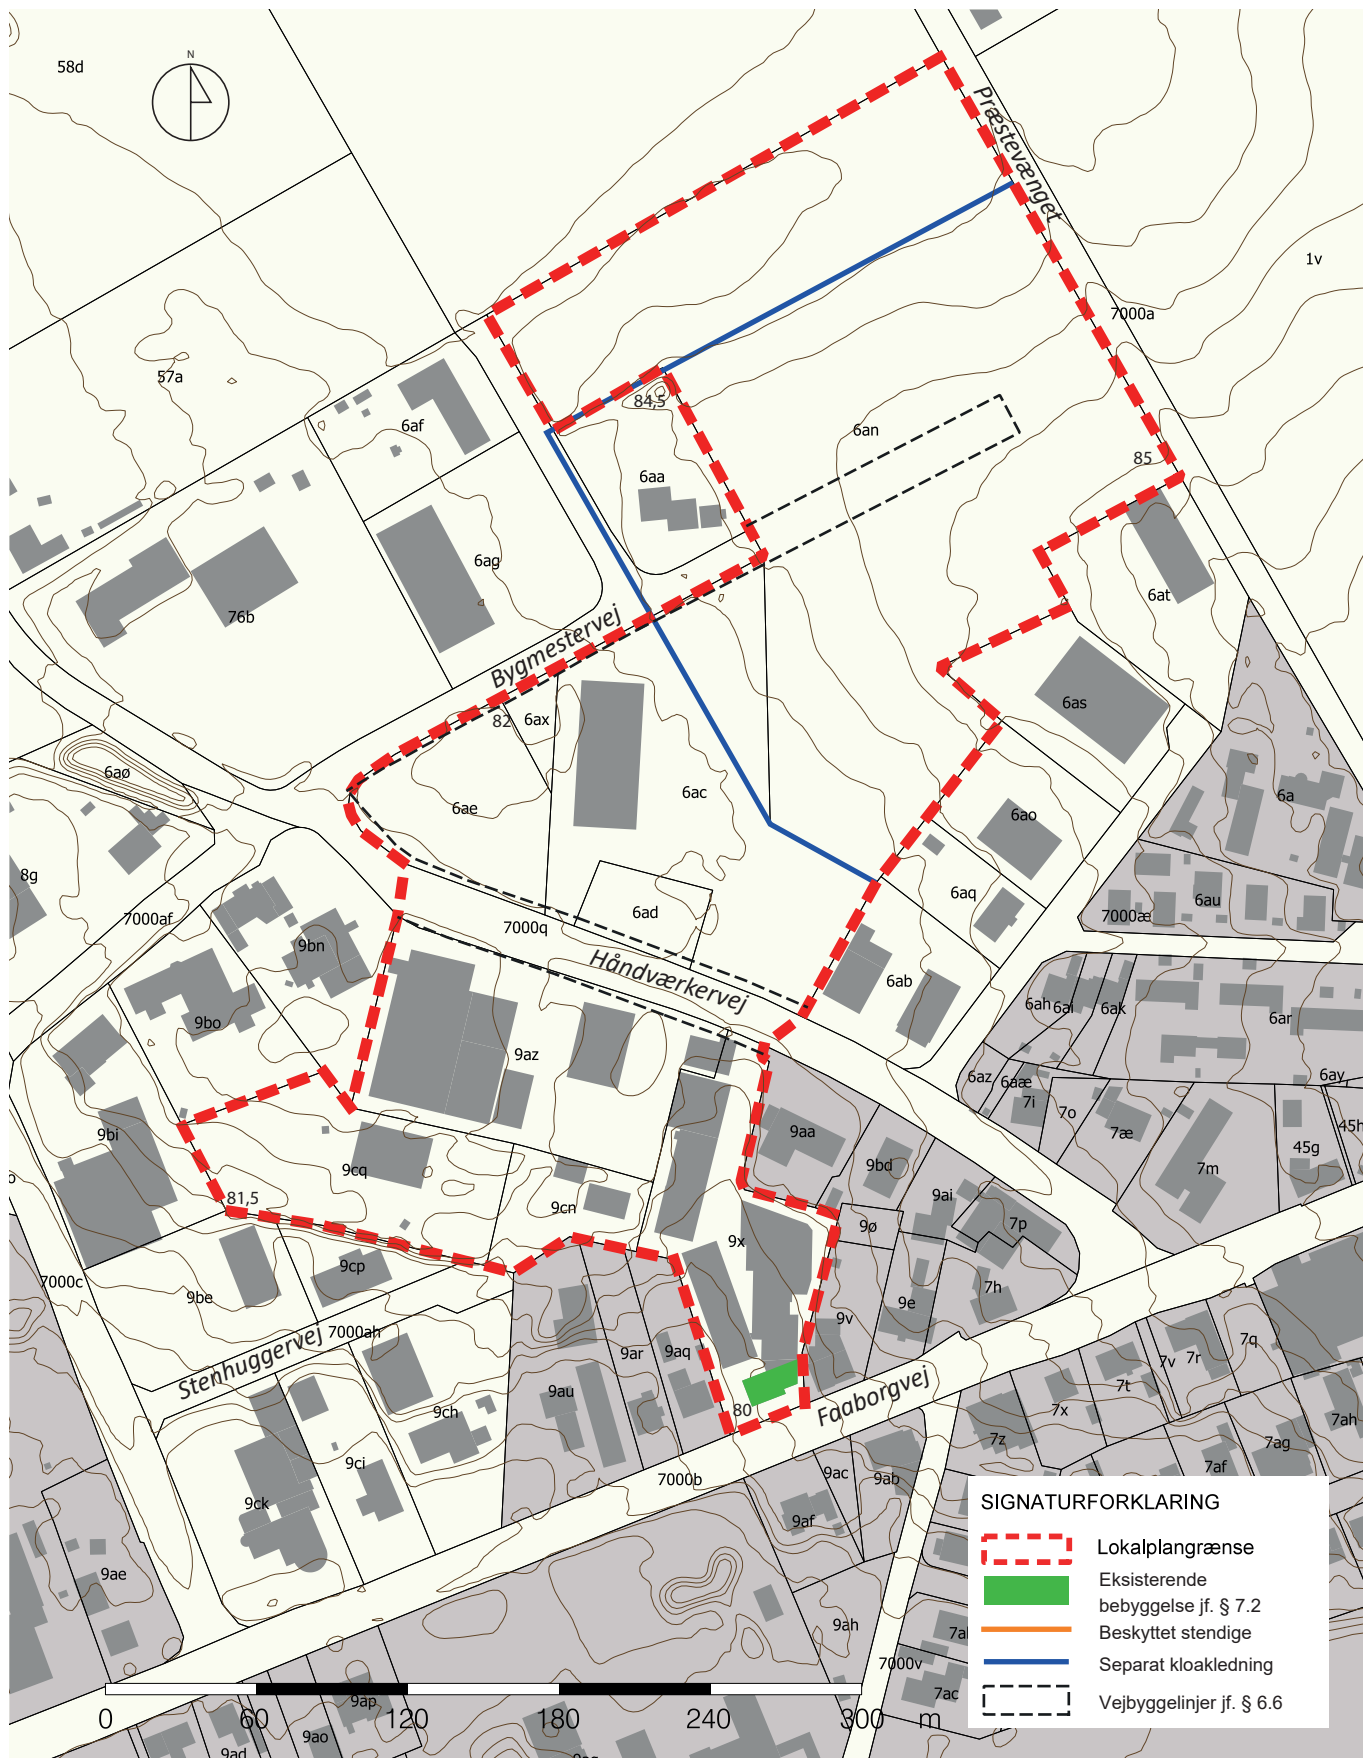 N
58d
Præstevænget
1v
7000a
57a
84,5
6af
6an
85
6aa
6ag
6at
76b
Bygmestervej
82
6ax
6as
6aø
6ae
6ac
6a
6ao
8g
6aq
6au
7000af
6ad
7000æ
7000q
9bn
Håndværkervej
6ab
6ah
6ai
6ak
6ar
9bo
9az
6az
6aæ
6ay
7i
7o
7æ
45h
9bi
9aa
45g
9cq
9bd
7m
81,5
9cn
9ai
9ø
7p
9x
7000c
9cp
9be
7h
9e
9v
7000ah
7q
Stenhuggervej
9ar
9aq
7v
7r
7t
9au
Faaborgvej
80
9ch
7x
7ah
7z
7ag
9ci
7af
7000b
9ac
9ab
9ck
9af
9ae
9ah
7000v
7ac
9ap
9ao
9ad
0 60 120 180 240 300 m
SIGNATURFORKLARING
Lokalplangrænse
Eksisterende
bebyggelse jf. § 7.2
Beskyttet stendige
Separat kloakledning
Vejbyggelinjer jf. § 6.6